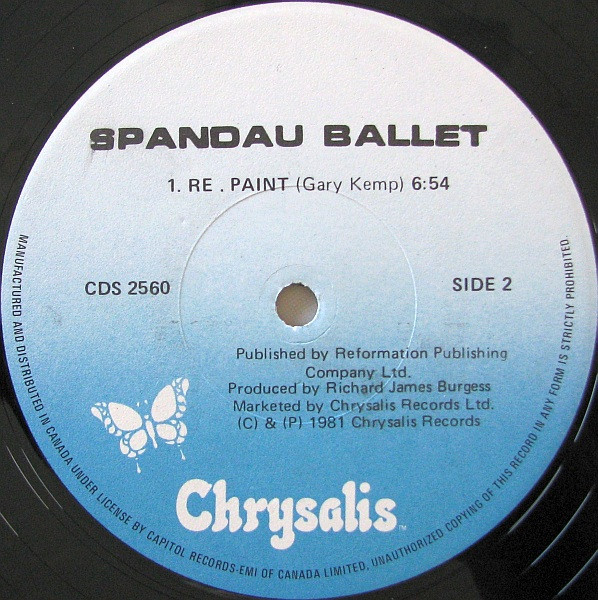 SPANDAU BALLET
1. RE . PAINT (Gary Kemp) 6:54
CDS 2560
SIDE 2
Published by Reformation Publishing
Company Ltd.
Produced by Richard James Burgess
Marketed by Chrysalis Records Ltd.
(C) & (P) 1981 Chrysalis Records
Chrysalis™
MANUFACTURED AND DISTRIBUTED IN CANADA UNDER LICENSE BY CAPITOL RECORDS-EMI OF CANADA LIMITED. UNAUTHORIZED COPYING OF THIS RECORD IN ANY FORM IS STRICTLY PROHIBITED.